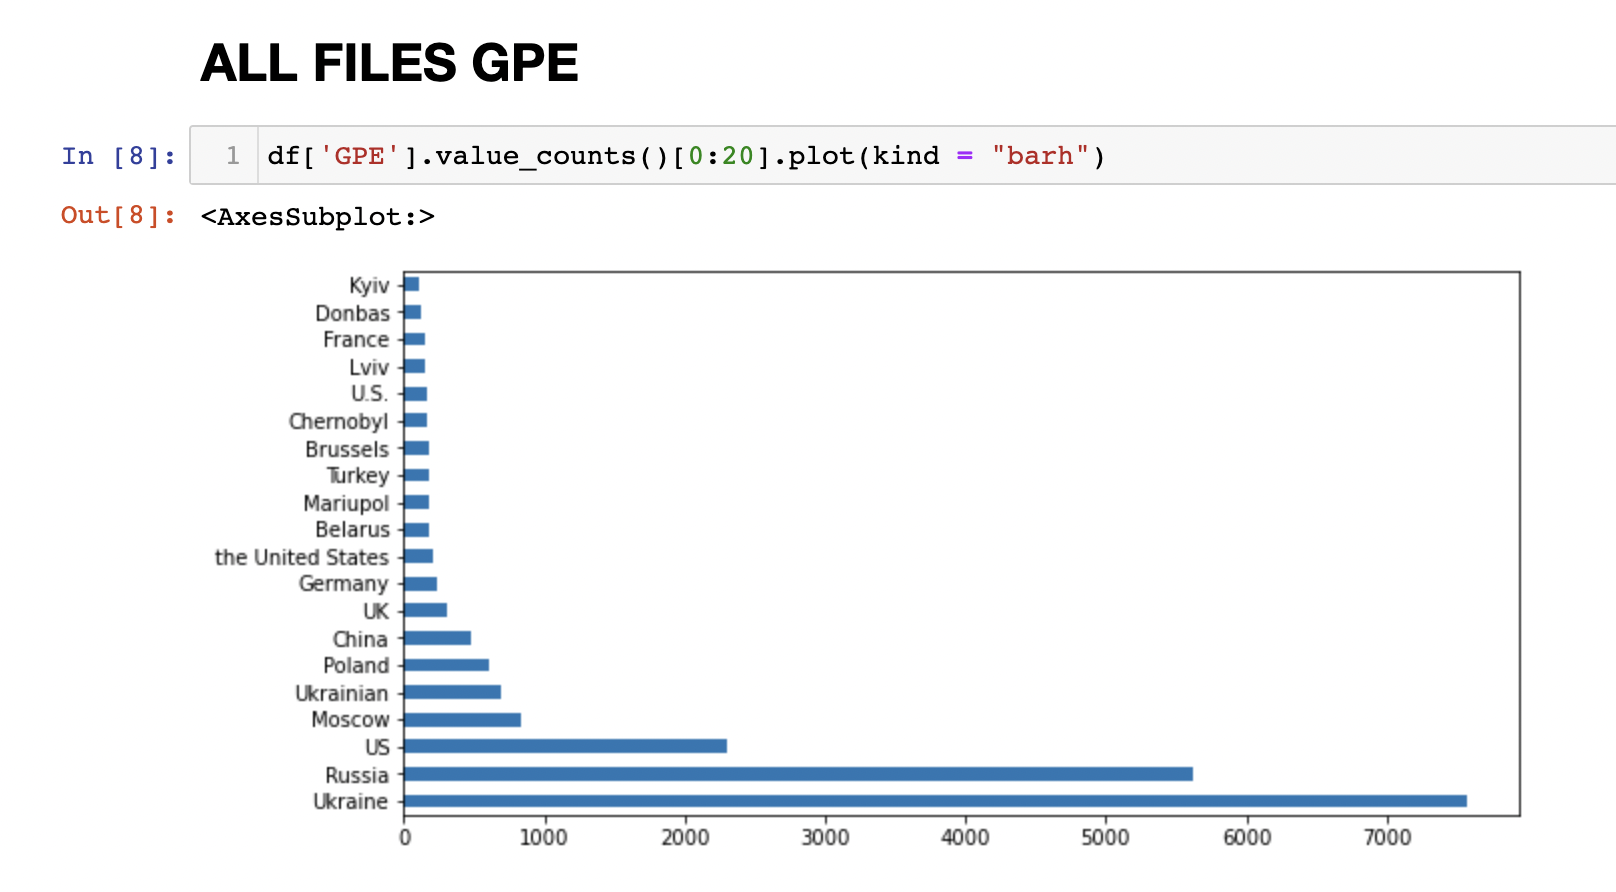 ALL FILES GPE
In [8]: 1 df['GPE'].value_counts()[0:20].plot(kind = "barh")
Out[8]: <AxesSubplot:>
Kyiv
Donbas
France
Lviv
U.S.
Chernobyl
Brussels
Turkey
Mariupol
Belarus
the United States
Germany
UK
China
Poland
Ukrainian
Moscow
US
Russia
Ukraine
0 1000 2000 3000 4000 5000 6000 7000